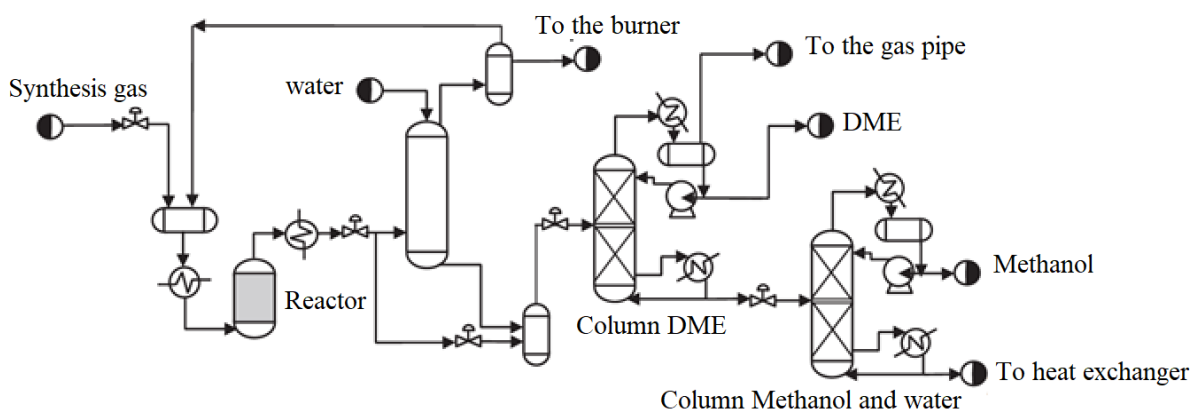 To the burner
To the gas pipe
Synthesis gas
water
DME
Methanol
Reactor
Column DME
To heat exchanger
Column Methanol and water